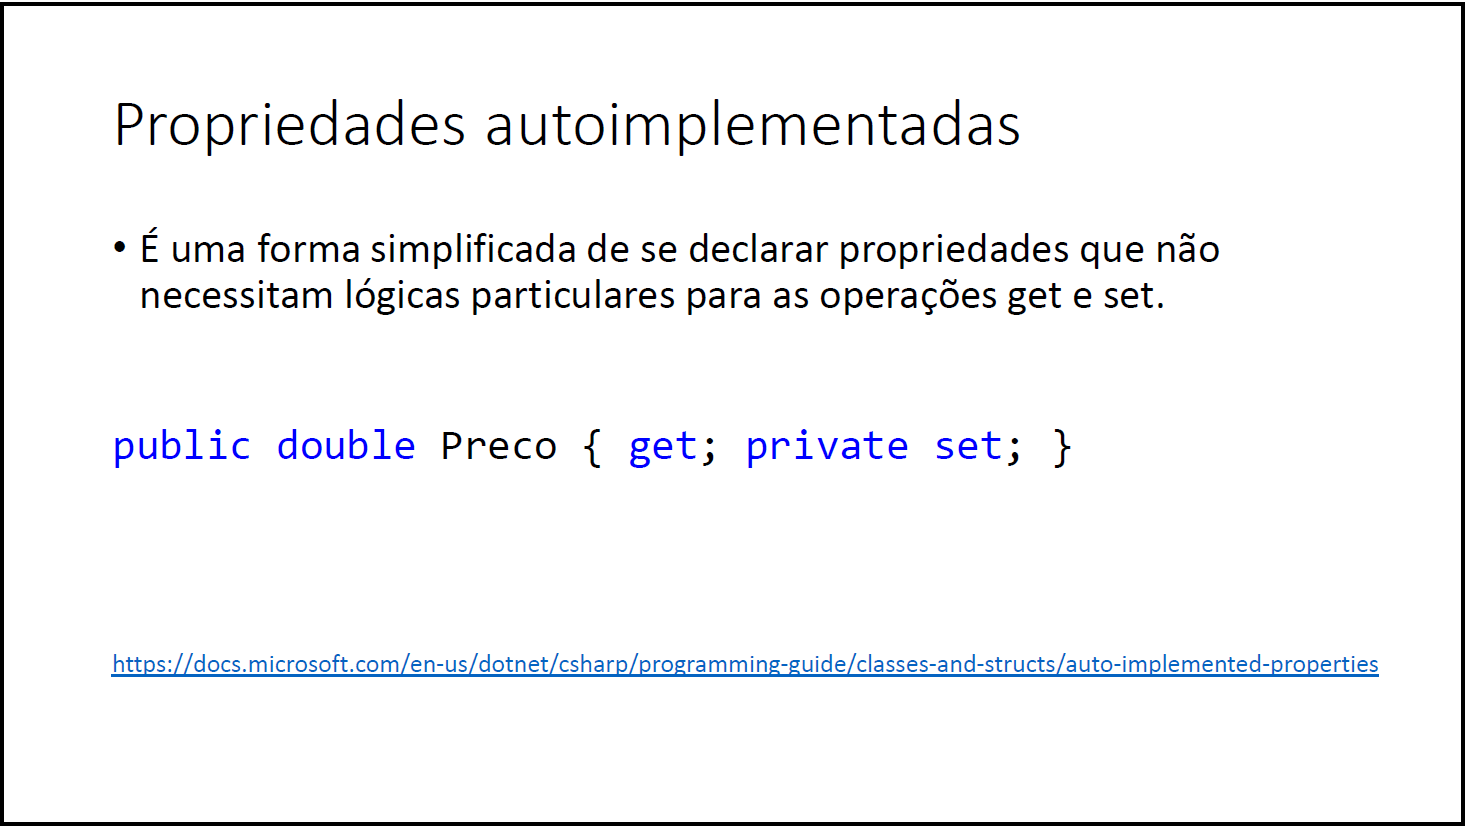 Propriedades autoimplementadas
• É uma forma simplificada de se declarar propriedades que não
necessitam lógicas particulares para as operações get e set.
public double Preco { get; private set; }
https://docs.microsoft.com/en-us/dotnet/csharp/programming-guide/classes-and-structs/auto-implemented-properties